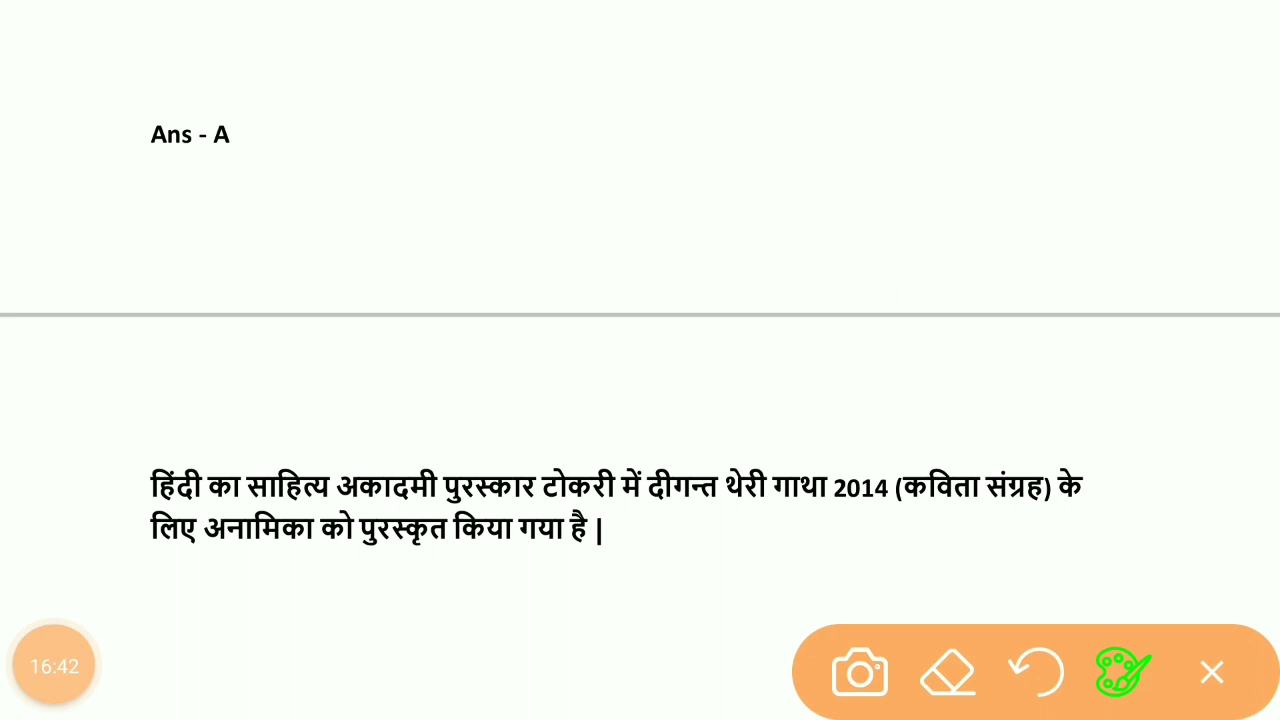 Ans - A
हिंदी का साहित्य अकादमी पुरस्कार टोकरी में दीगन्त थेरी गाथा 2014 (कविता संग्रह) के
लिए अनामिका को पुरस्कृत किया गया है |
16:42